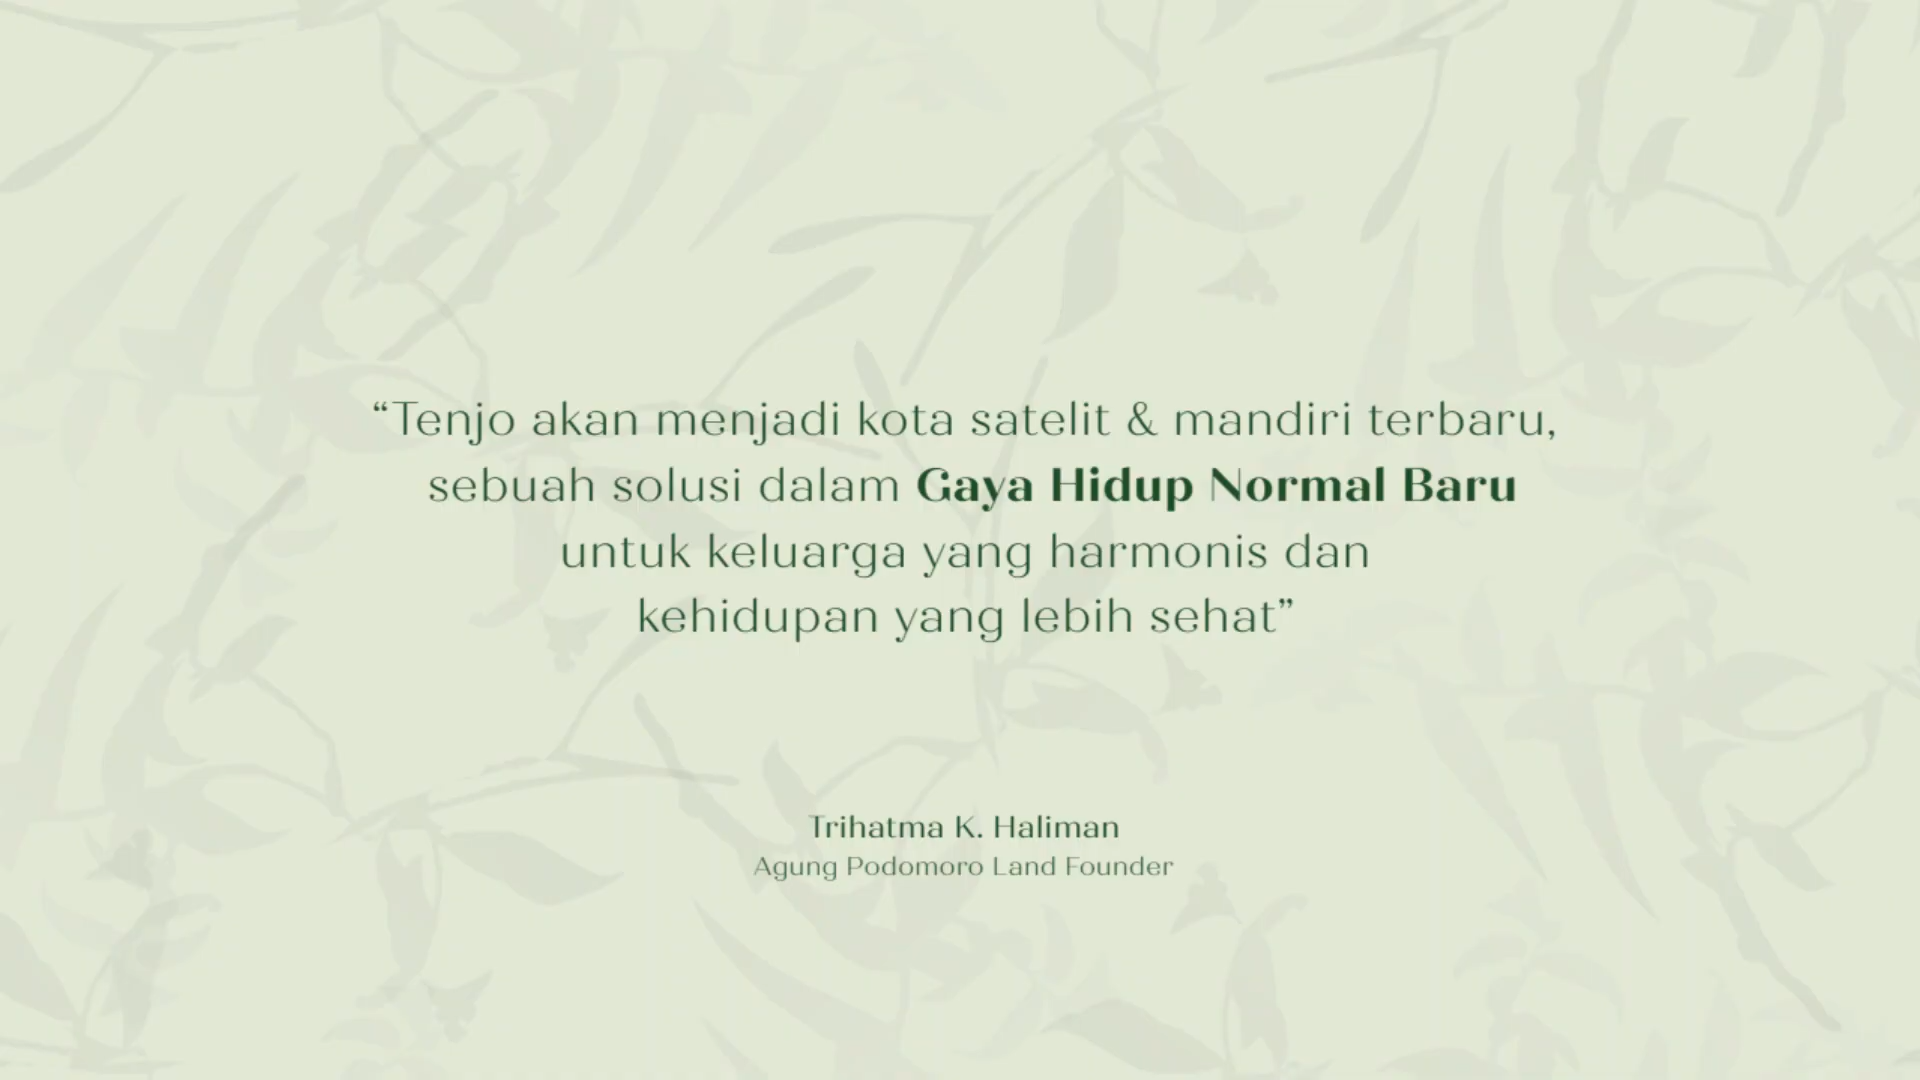 “Tenjo akan menjadi kota satelit & mandiri terbaru,
sebuah solusi dalam Gaya Hidup Normal Baru
untuk keluarga yang harmonis dan
kehidupan yang lebih sehat”
Trihatma K. Haliman
Agung Podomoro Land Founder